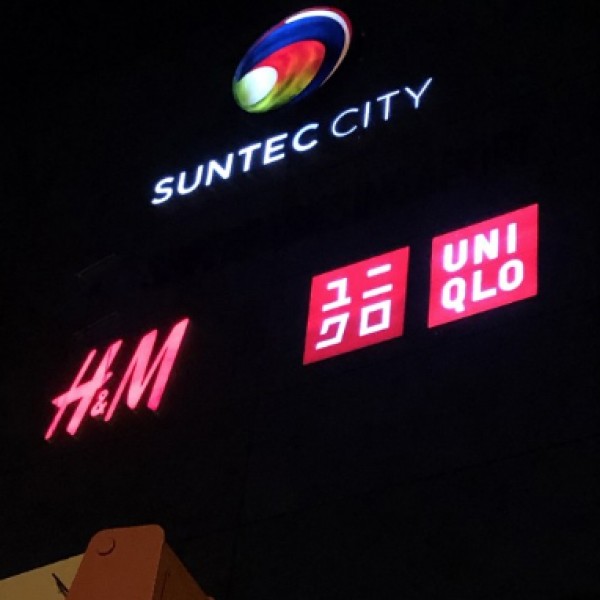 SUNTEC CITY
H&M
ユニ
クロ
UNI
QLO